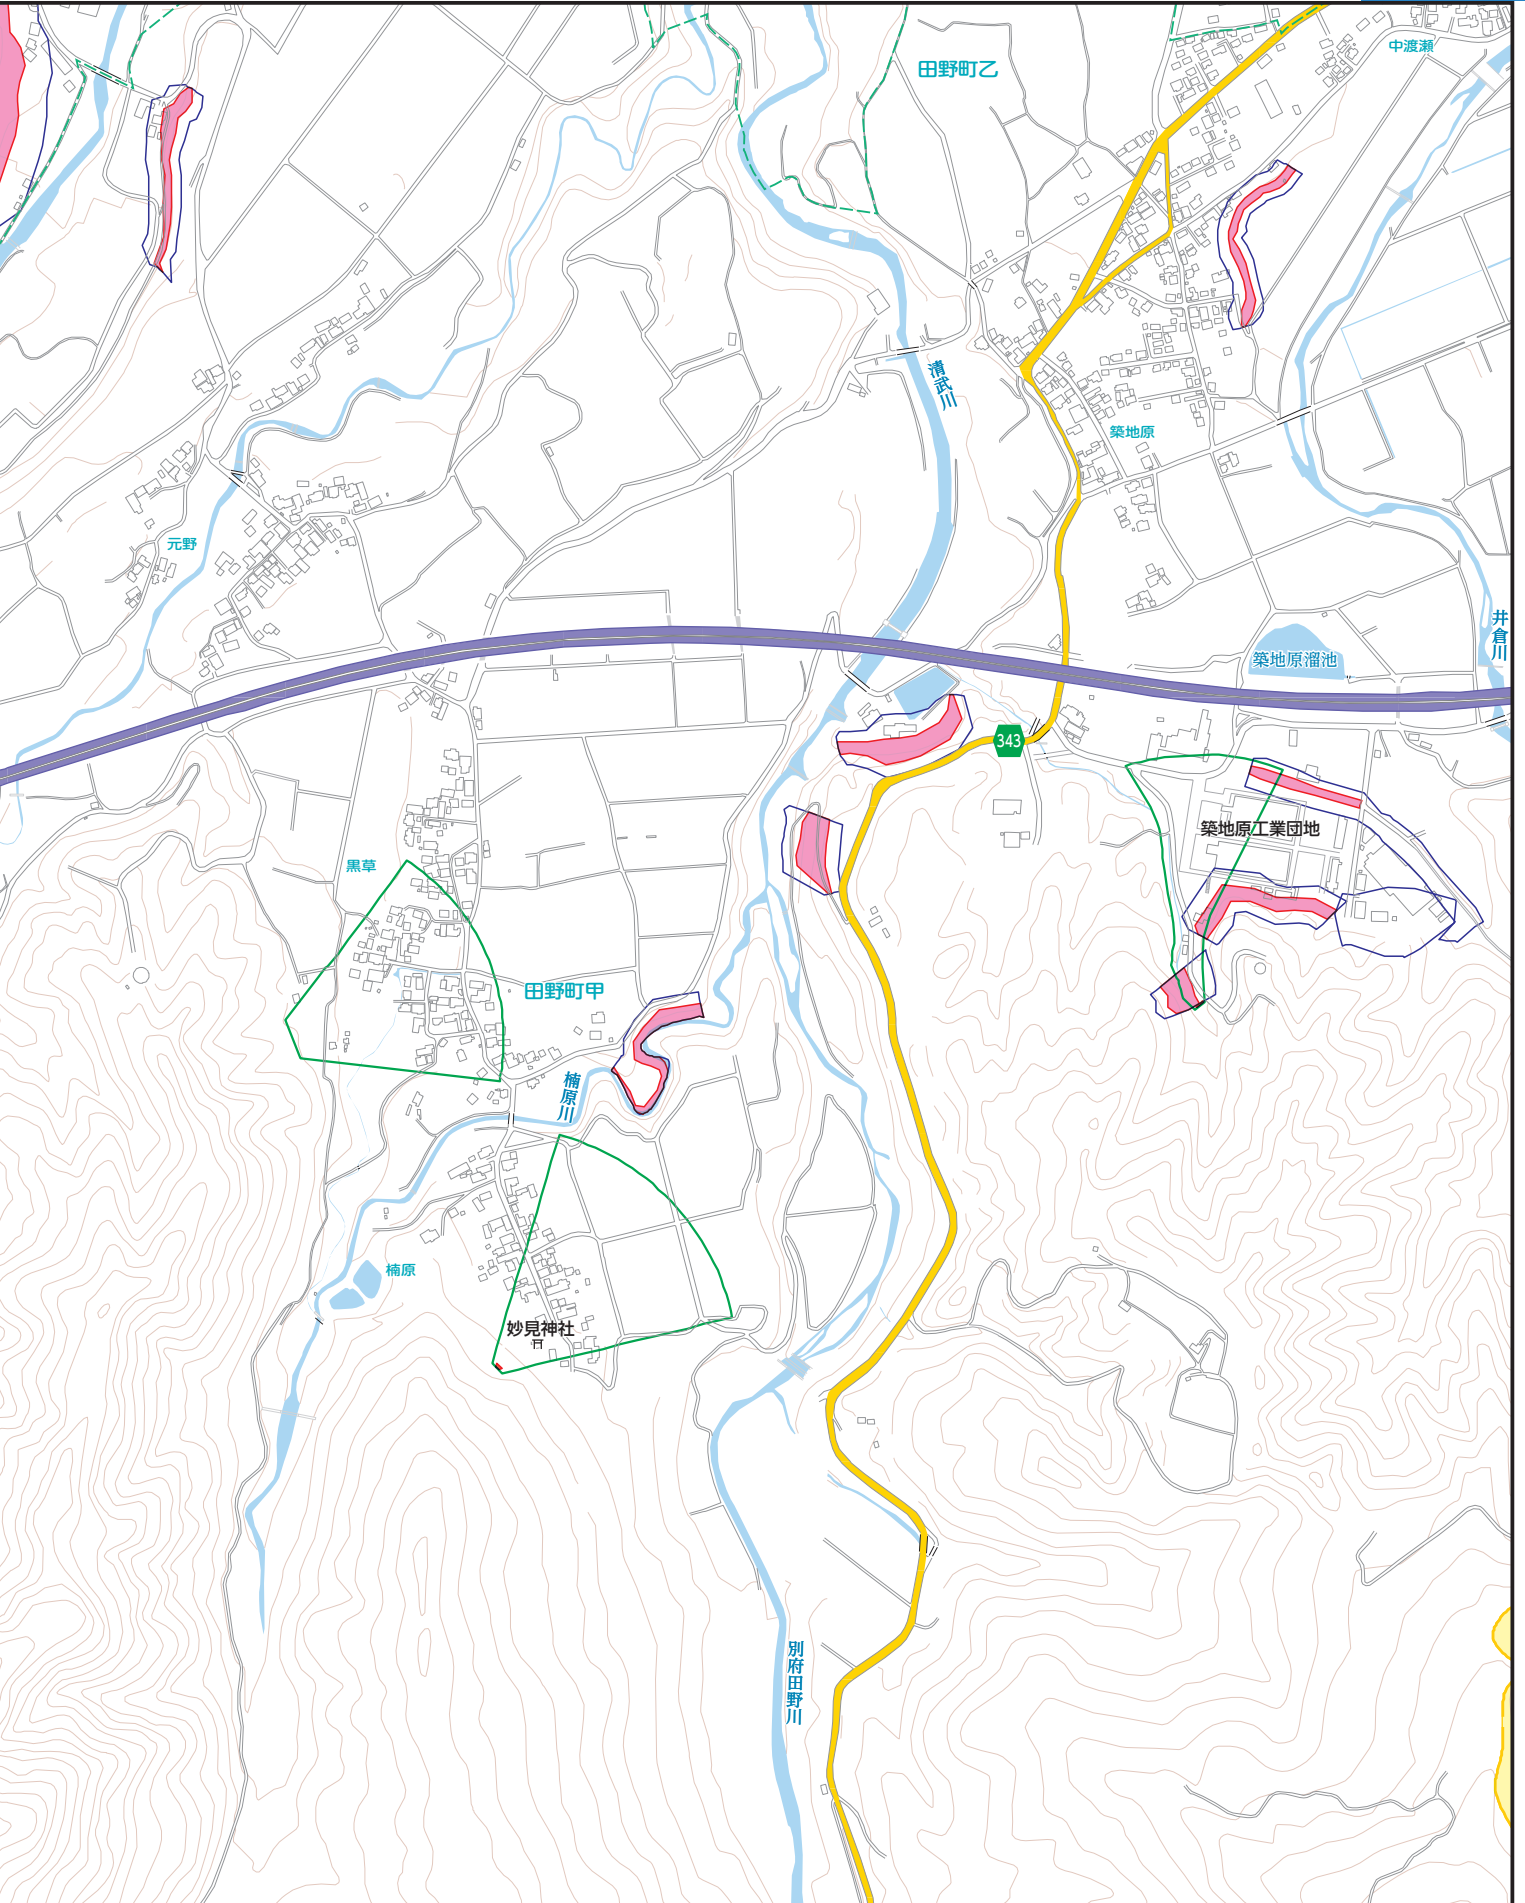 中渡瀬
田野町乙
清武川
築地原
元野
井倉川
築地原溜池
343
築地原工業団地
黒草
田野町甲
楠原川
楠原
妙見神社
別府田野川